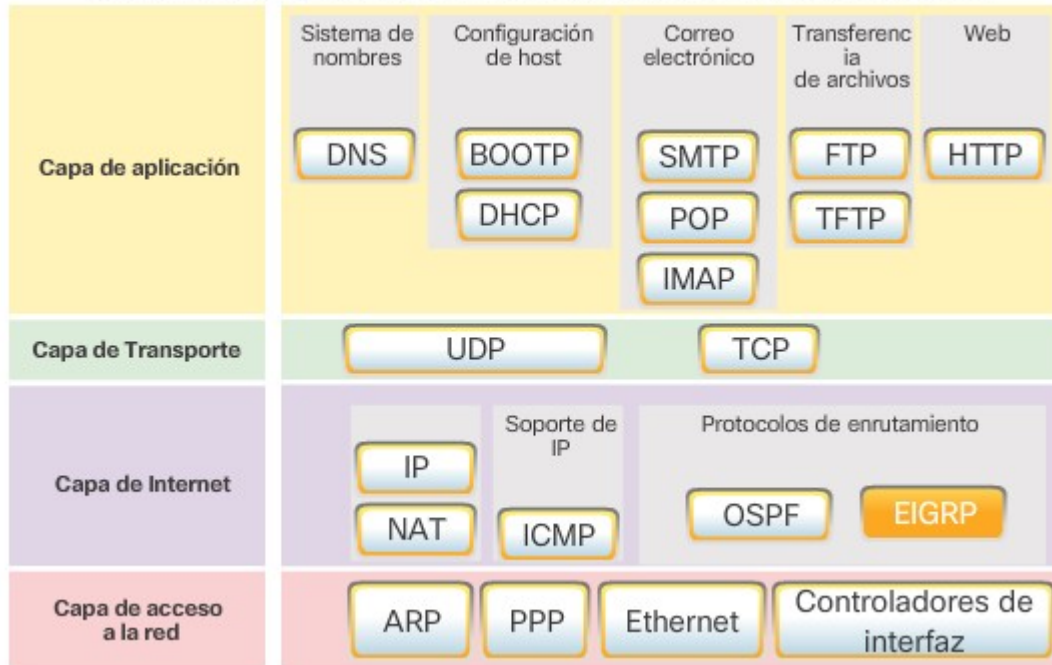 Sistema de
nombres
Configuración
de host
Correo
electrónico
Transferenc
ia
de archivos
Web
Capa de aplicación
DNS
BOOTP
SMTP
FTP
HTTP
DHCP
POP
TFTP
IMAP
Capa de Transporte
UDP
TCP
Capa de Internet
Soporte de
IP
Protocolos de enrutamiento
IP
NAT
ICMP
OSPF
EIGRP
Capa de acceso
a la red
ARP
PPP
Ethernet
Controladores de
interfaz